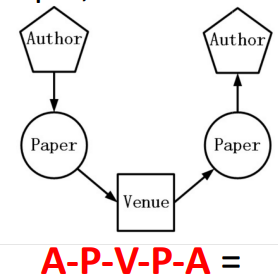 Author Author
Paper Paper
Venue
A-P-V-P-A =